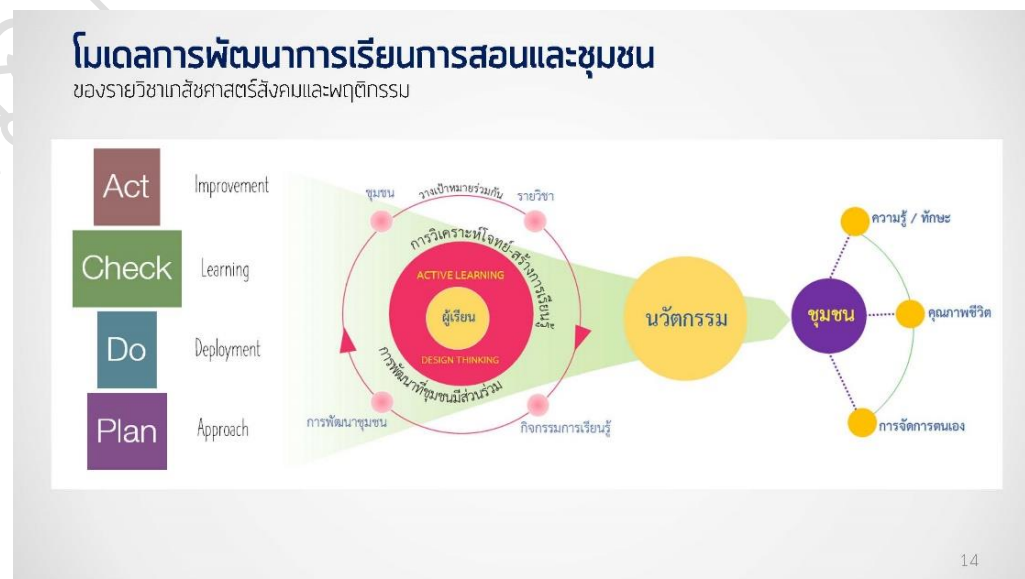 โมเดลการพัฒนาการเรียนการสอนและชุมชน
ของรายวิชาเภสัชศาสตร์สังคมและพฤติกรรม
Act
Improvement
Check
Learning
Do
Deployment
Plan
Approach
ชุมชน
วางเป้าหมายร่วมกัน
รายวิชา
การวิเคราะห์โจทย์-สร้างการเรียนรู้
ACTIVE LEARNING
ผู้เรียน
DESIGN THINKING
การพัฒนาที่ชุมชนมีส่วนร่วม
การพัฒนาชุมชน
กิจกรรมการเรียนรู้
นวัตกรรม
ชุมชน
ความรู้ / ทักษะ
คุณภาพชีวิต
การจัดการตนเอง
14